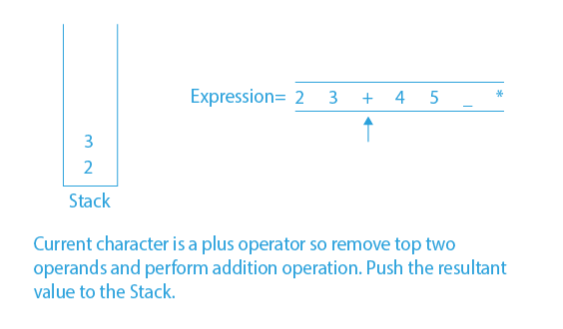 Expression= 2 3 + 4 5 _ *
3
2
Stack
Current character is a plus operator so remove top two
operands and perform addition operation. Push the resultant
value to the Stack.